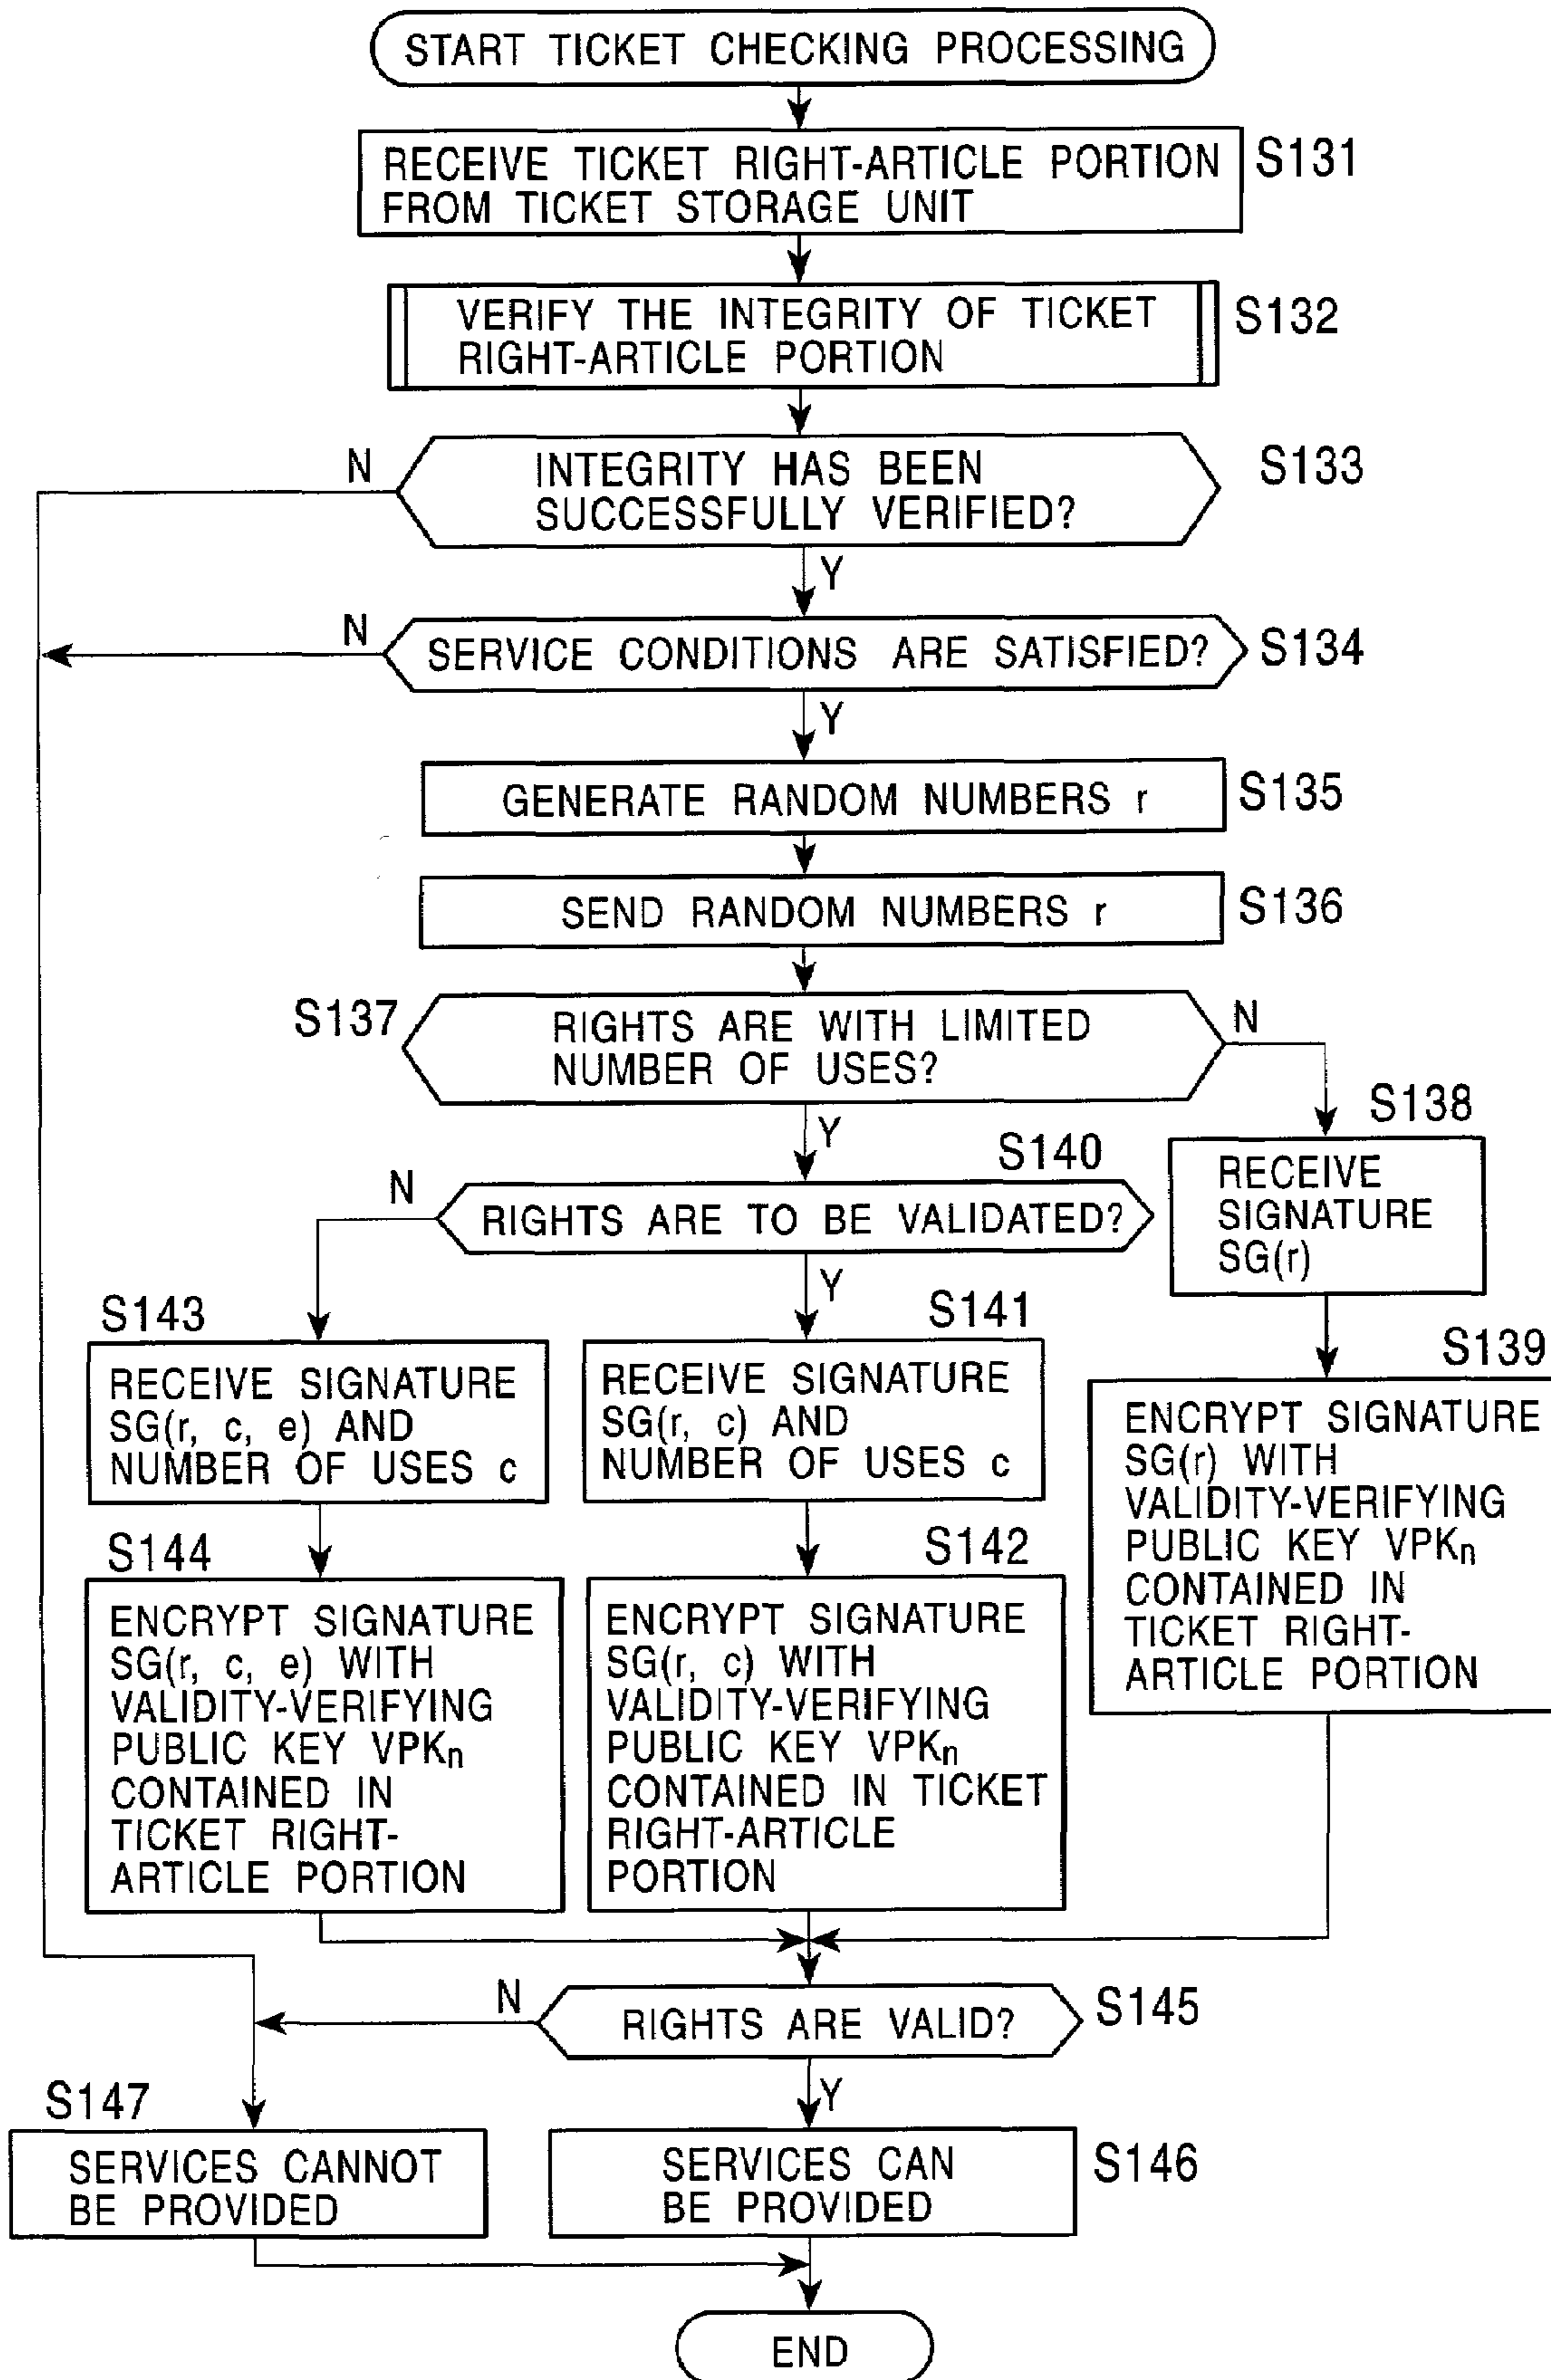 START TICKET CHECKING PROCESSING
RECEIVE TICKET RIGHT-ARTICLE PORTION
FROM TICKET STORAGE UNIT
S131
VERIFY THE INTEGRITY OF TICKET
RIGHT-ARTICLE PORTION
S132
N
INTEGRITY HAS BEEN
SUCCESSFULLY VERIFIED?
S133
Y
N
SERVICE CONDITIONS ARE SATISFIED?
S134
Y
GENERATE RANDOM NUMBERS r
S135
SEND RANDOM NUMBERS r
S136
S137
RIGHTS ARE WITH LIMITED
NUMBER OF USES?
N
Y
S138
RECEIVE
SIGNATURE
SG(r)
S140
N
RIGHTS ARE TO BE VALIDATED?
Y
S143
RECEIVE SIGNATURE
SG(r, c, e) AND
NUMBER OF USES c
S141
RECEIVE SIGNATURE
SG(r, c) AND
NUMBER OF USES c
S139
ENCRYPT SIGNATURE
SG(r) WITH
VALIDITY-VERIFYING
PUBLIC KEY VPKn
CONTAINED IN
TICKET RIGHT-
ARTICLE PORTION
S144
ENCRYPT SIGNATURE
SG(r, c, e) WITH
VALIDITY-VERIFYING
PUBLIC KEY VPKn
CONTAINED IN
TICKET RIGHT-
ARTICLE PORTION
S142
ENCRYPT SIGNATURE
SG(r, c) WITH
VALIDITY-VERIFYING
PUBLIC KEY VPKn
CONTAINED IN TICKET
RIGHT-ARTICLE
PORTION
N
RIGHTS ARE VALID?
S145
Y
S147
SERVICES CANNOT
BE PROVIDED
SERVICES CAN
BE PROVIDED
S146
END